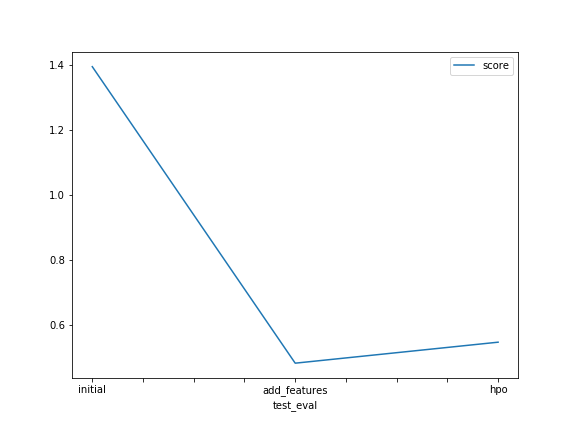 score
1.4
1.2
1.0
0.8
0.6
initial
add_features
hpo
test_eval